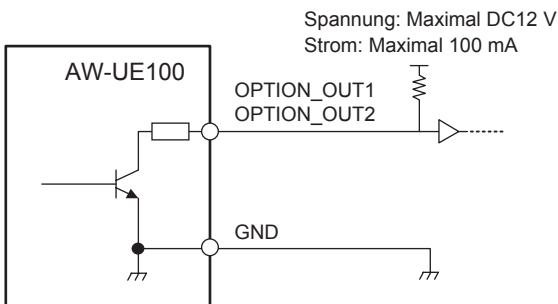 Spannung: Maximal DC12 V
Strom: Maximal 100 mA
AW-UE100
OPTION_OUT1
OPTION_OUT2
GND